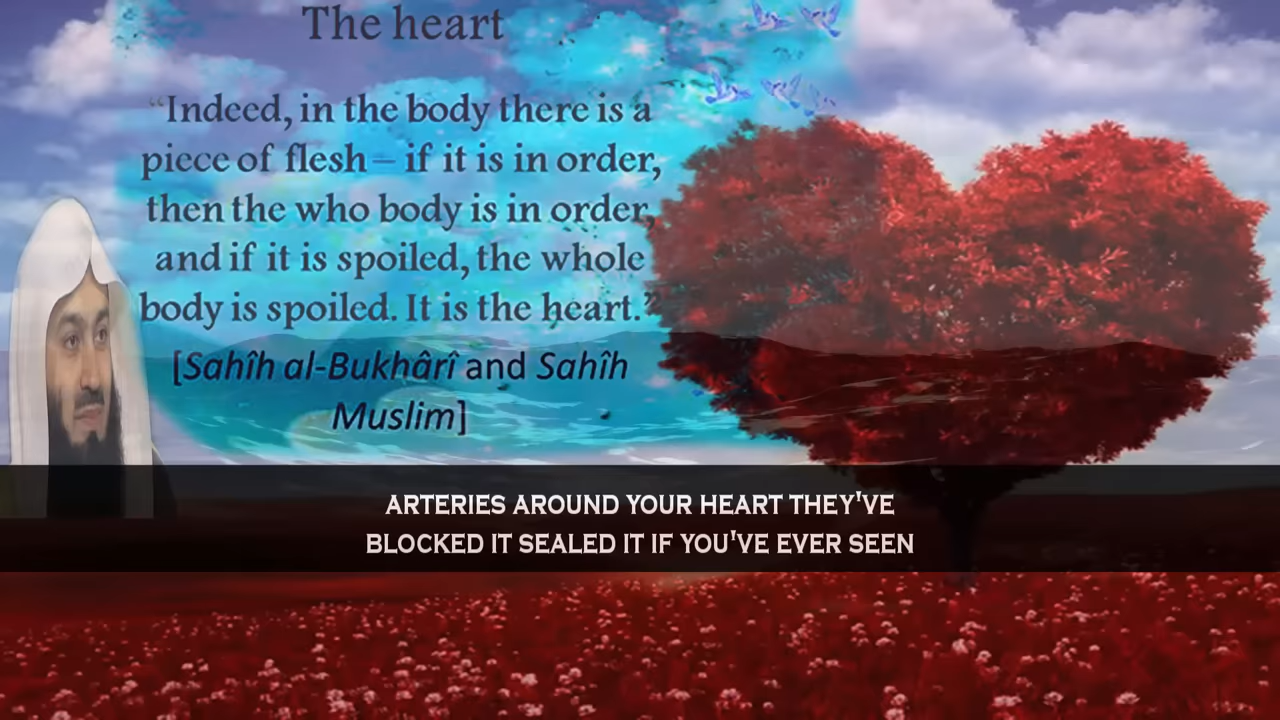 The heart
“Indeed, in the body there is a
piece of flesh – if it is in order,
then the who body is in order,
and if it is spoiled, the whole
body is spoiled. It is the heart.”
[Sahîh al-Bukhârî and Sahîh
Muslim]
ARTERIES AROUND YOUR HEART THEY'VE
BLOCKED IT SEALED IT IF YOU'VE EVER SEEN